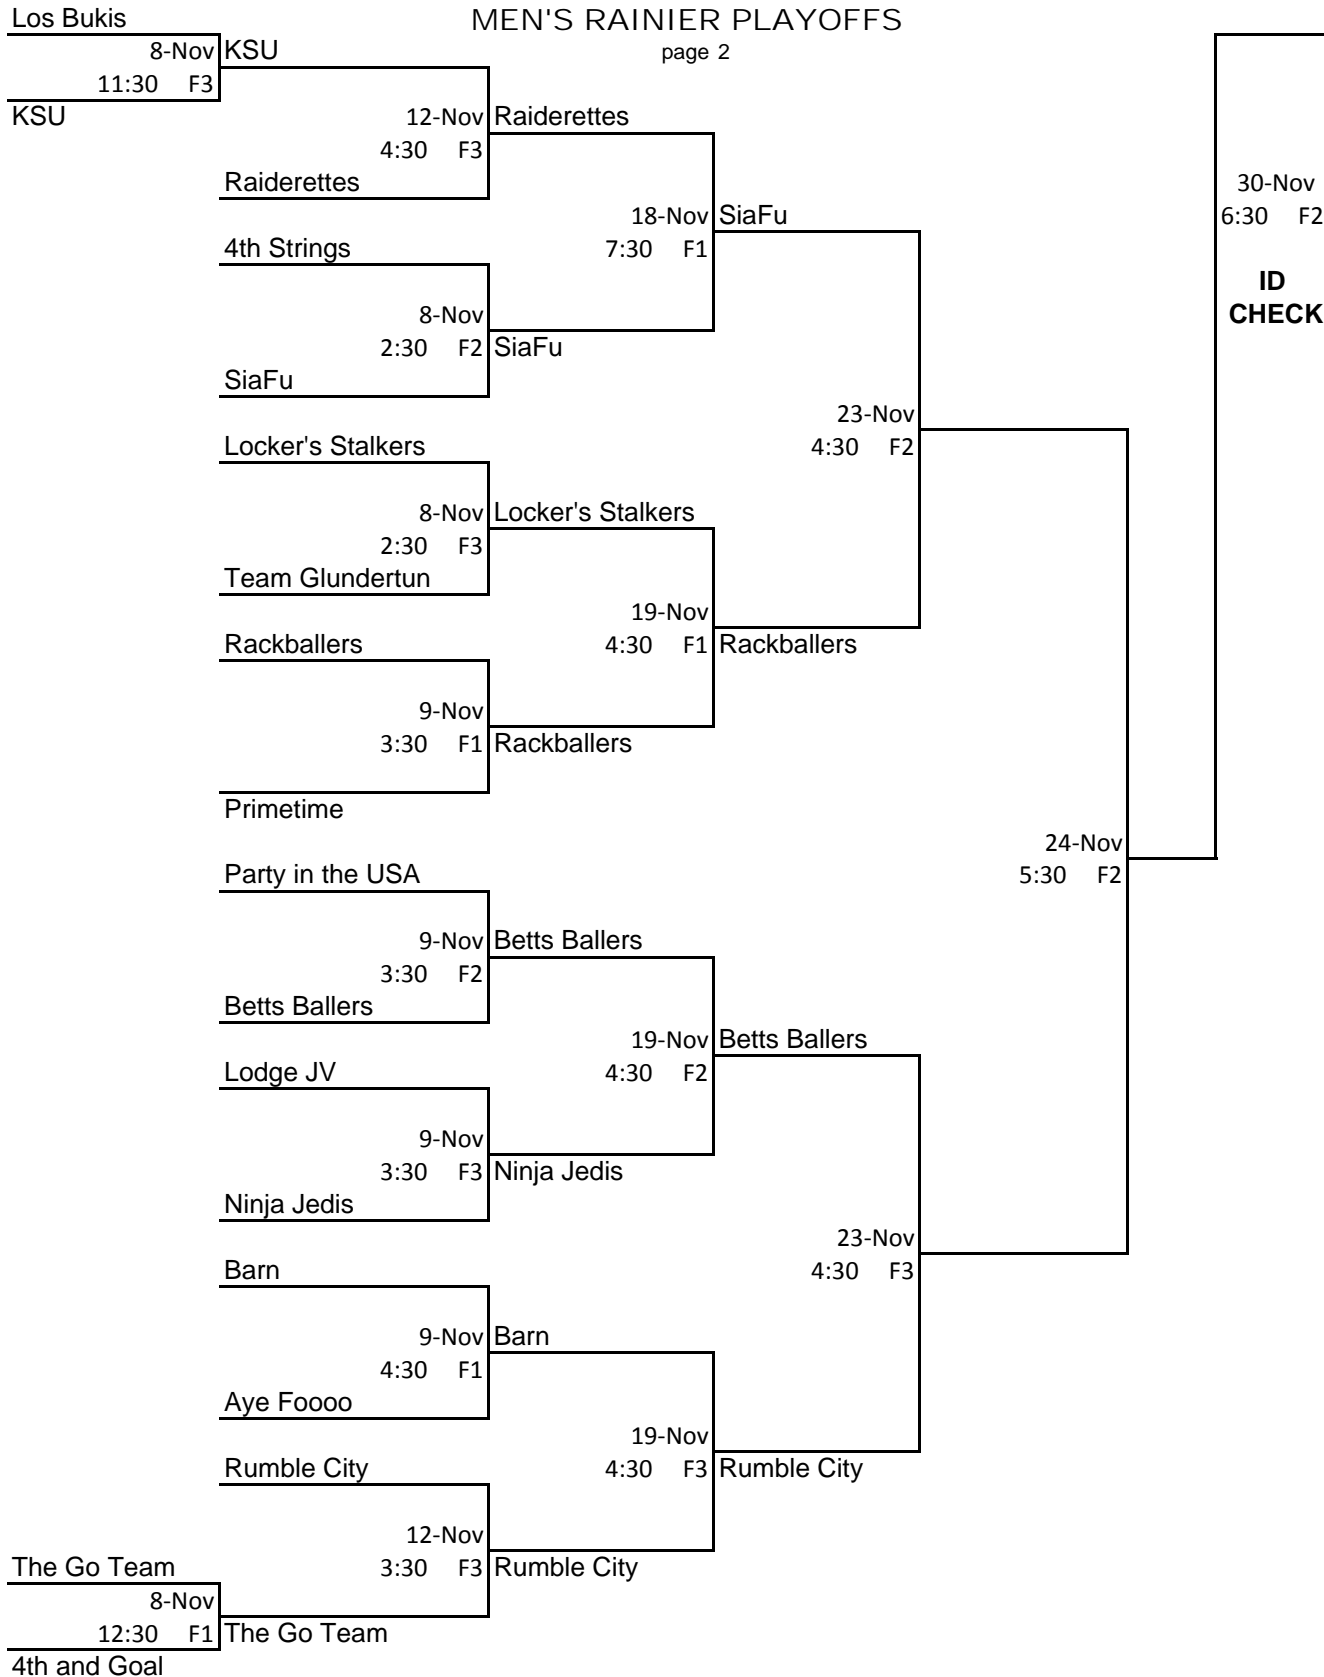 Los Bukis
MEN'S RAINIER PLAYOFFS
page 2
8-Nov KSU
11:30 F3
KSU
12-Nov Raiderettes
4:30 F3
Raiderettes
30-Nov
18-Nov SiaFu
6:30 F2
4th Strings
7:30 F1
ID
CHECK
8-Nov
2:30 F2 SiaFu
SiaFu
23-Nov
Locker's Stalkers
4:30 F2
8-Nov Locker's Stalkers
2:30 F3
Team Glundertun
19-Nov
Rackballers
4:30 F1 Rackballers
9-Nov
3:30 F1 Rackballers
Primetime
24-Nov
Party in the USA
5:30 F2
9-Nov Betts Ballers
3:30 F2
Betts Ballers
19-Nov Betts Ballers
Lodge JV
4:30 F2
9-Nov
3:30 F3 Ninja Jedis
Ninja Jedis
23-Nov
Barn
4:30 F3
9-Nov Barn
4:30 F1
Aye Foooo
19-Nov
Rumble City
4:30 F3 Rumble City
12-Nov
The Go Team
3:30 F3 Rumble City
8-Nov
12:30 F1 The Go Team
4th and Goal